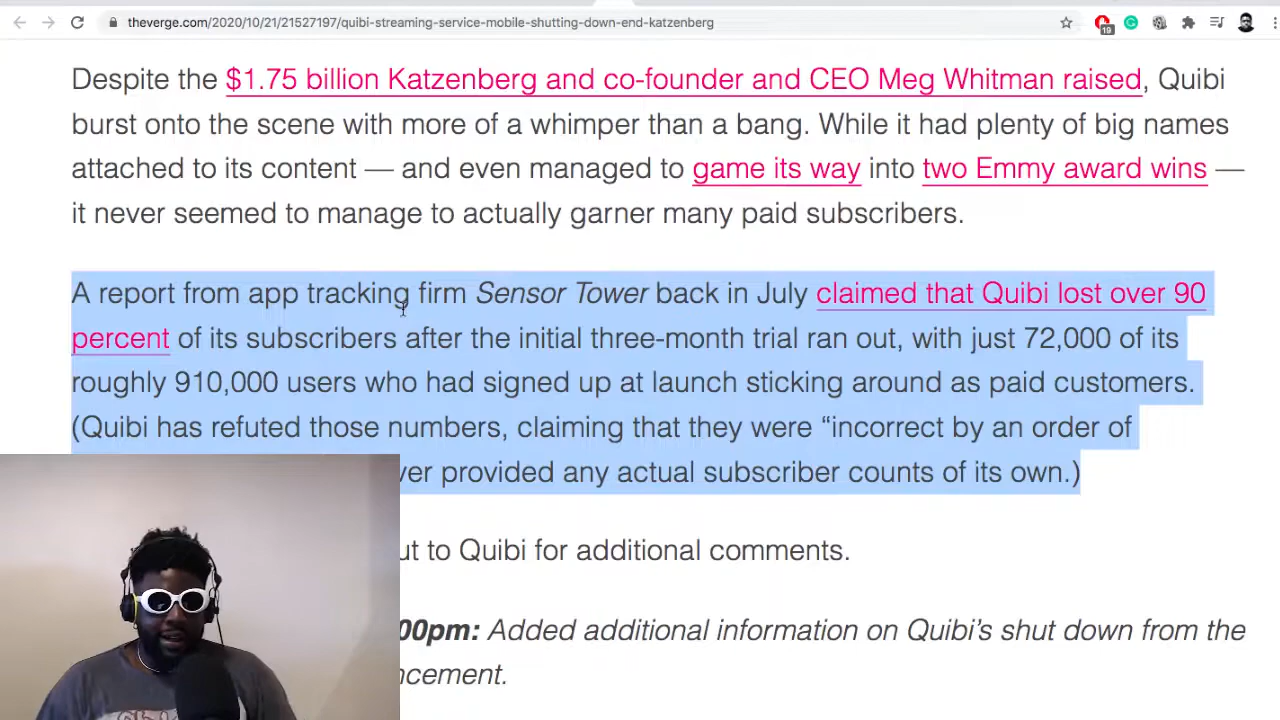 theverge.com/2020/10/21/21527197/quibi-streaming-service-mobile-shutting-down-end-katzenberg
19
Despite the $1.75 billion Katzenberg and co-founder and CEO Meg Whitman raised, Quibi
burst onto the scene with more of a whimper than a bang. While it had plenty of big names
attached to its content — and even managed to game its way into two Emmy award wins —
it never seemed to manage to actually garner many paid subscribers.
A report from app tracking firm Sensor Tower back in July claimed that Quibi lost over 90
percent of its subscribers after the initial three-month trial ran out, with just 72,000 of its
roughly 910,000 users who had signed up at launch sticking around as paid customers.
(Quibi has refuted those numbers, claiming that they were “incorrect by an order of
ver provided any actual subscriber counts of its own.)
ut to Quibi for additional comments.
00pm: Added additional information on Quibi’s shut down from the
ncement.